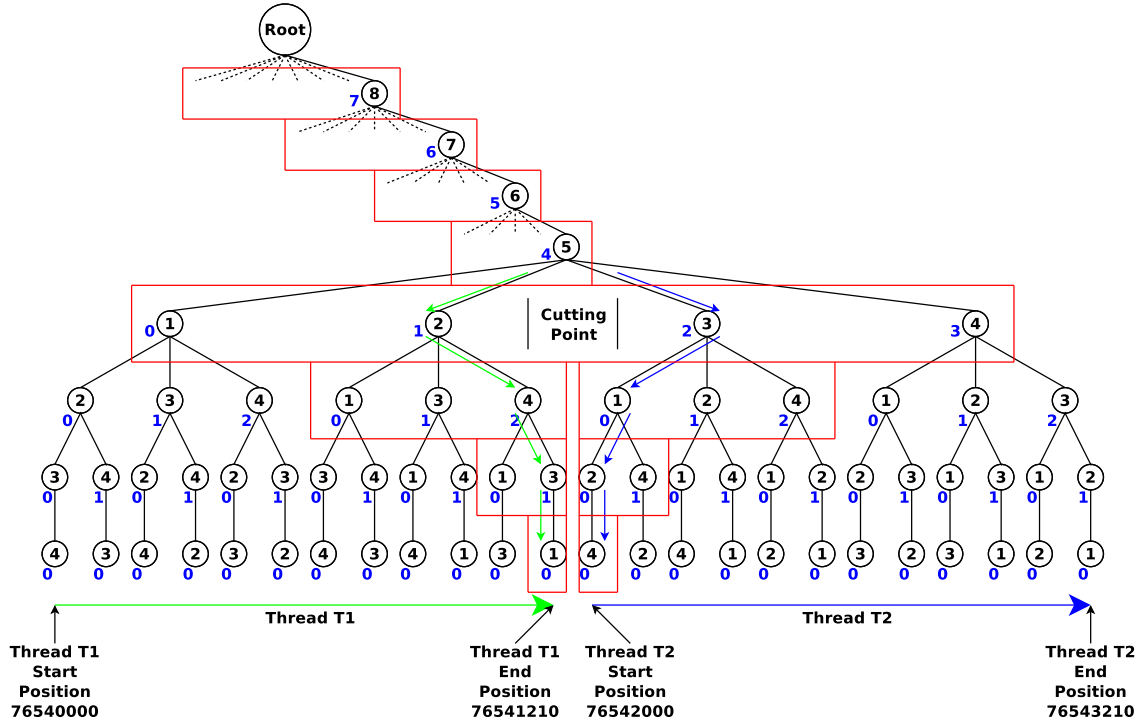 Root
7 8
6 7
5 6
4 5
0 1 1 2 Cutting 2 3 3 4
Point
2 3 4 1 3 4 1 2 4 1 2 3
0 1 2 0 1 2 0 1 2 0 1 2
3 4 2 4 2 3 3 4 1 4 1 3 2 4 1 4 1 2 2 3 1 3 1 2
0 1 0 1 0 1 0 1 0 1 0 1 0 1 0 1 0 1 0 1 0 1 0 1
4 3 4 2 3 2 4 3 4 1 3 1 4 2 4 1 2 1 3 2 3 1 2 1
0 0 0 0 0 0 0 0 0 0 0 0 0 0 0 0 0 0 0 0 0 0 0 0
Thread T1 Thread T2
Thread T1
Start
Position
76540000
Thread T1
End
Position
76541210
Thread T2
Start
Position
76542000
Thread T2
End
Position
76543210